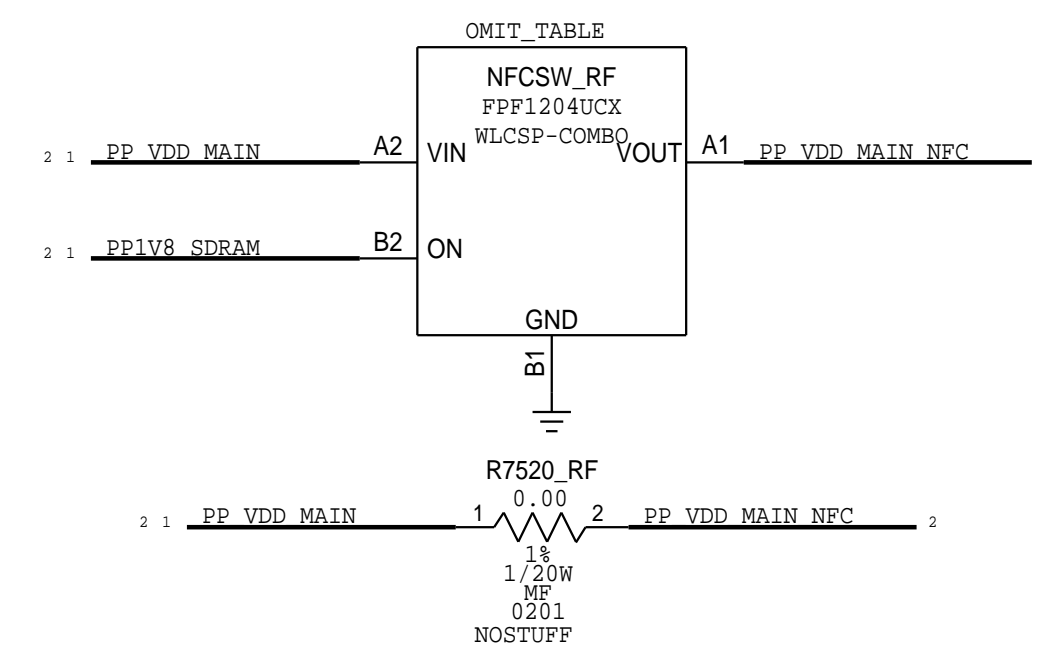 OMIT_TABLE
NFCSW_RF
FPF1204UCX
WLCSP-COMBO
2 1 PP_VDD_MAIN A2 VIN VOUT A1 PP_VDD_MAIN_NFC
2 1 PP1V8_SDRAM B2 ON
GND
B1
R7520_RF
0.00
2 1 PP_VDD_MAIN 1 2 PP_VDD_MAIN_NFC 2
1%
1/20W
MF
0201
NOSTUFF